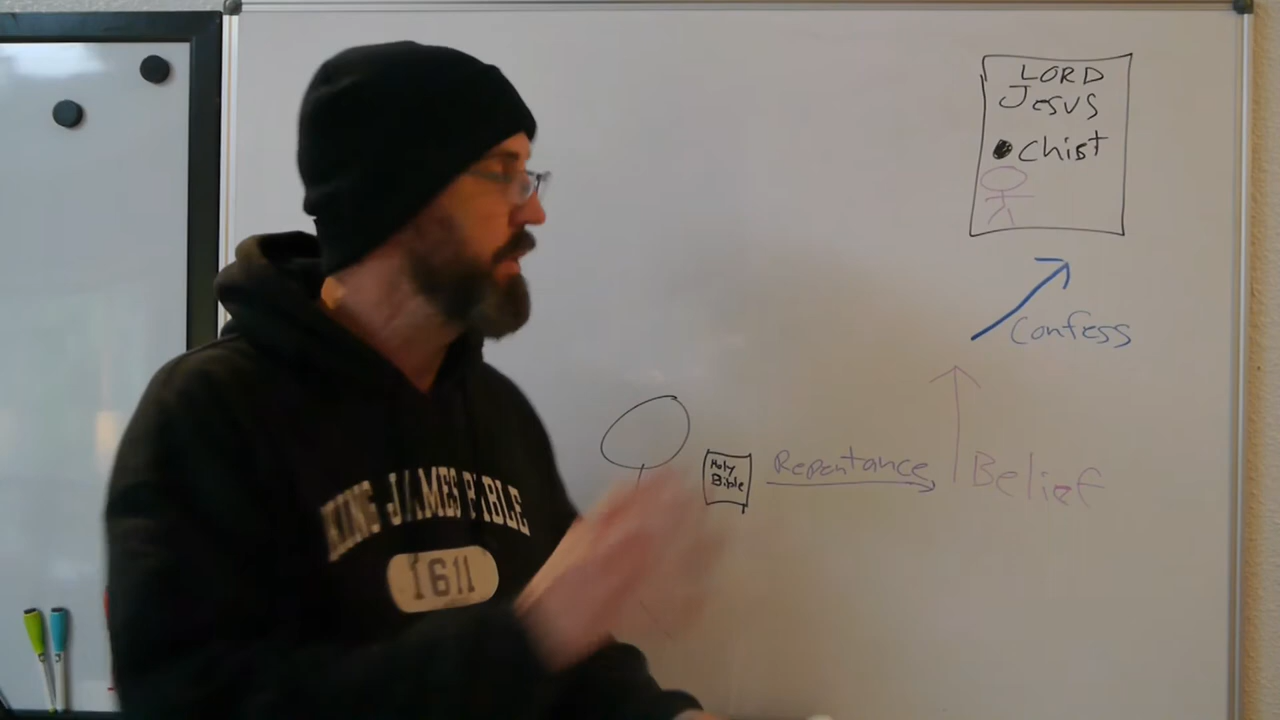 LORD
Jesus
Chist
Confess
Holy
Bible
Repentance
Belief
KING JAMES BIBLE
1611